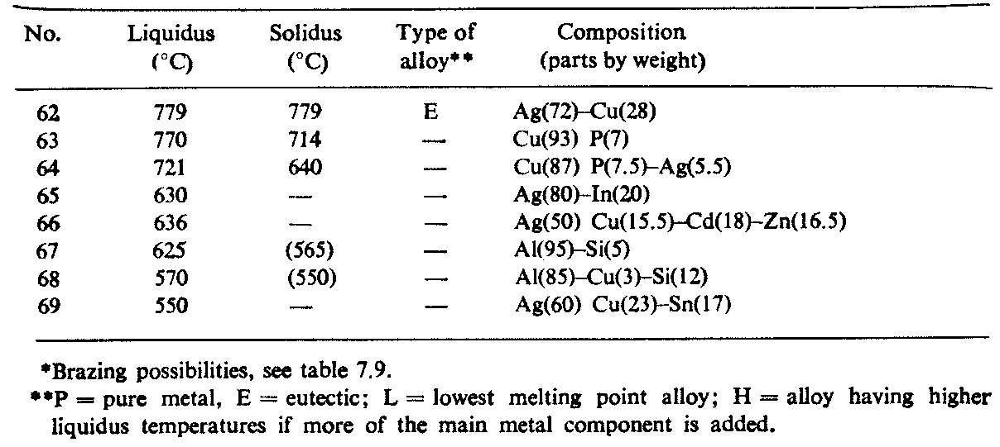 No. Liquidus Solidus Type of Composition
(°C) (°C) alloy** (parts by weight)
62 779 779 E Ag(72)–Cu(28)
63 770 714 — Cu(93) P(7)
64 721 640 — Cu(87) P(7.5)–Ag(5.5)
65 630 — — Ag(80)–In(20)
66 636 — — Ag(50) Cu(15.5)–Cd(18)–Zn(16.5)
67 625 (565) — Al(95)–Si(5)
68 570 (550) — Al(85)–Cu(3)–Si(12)
69 550 — — Ag(60) Cu(23)–Sn(17)
*Brazing possibilities, see table 7.9.
**P = pure metal, E = eutectic; L = lowest melting point alloy; H = alloy having higher
liquidus temperatures if more of the main metal component is added.